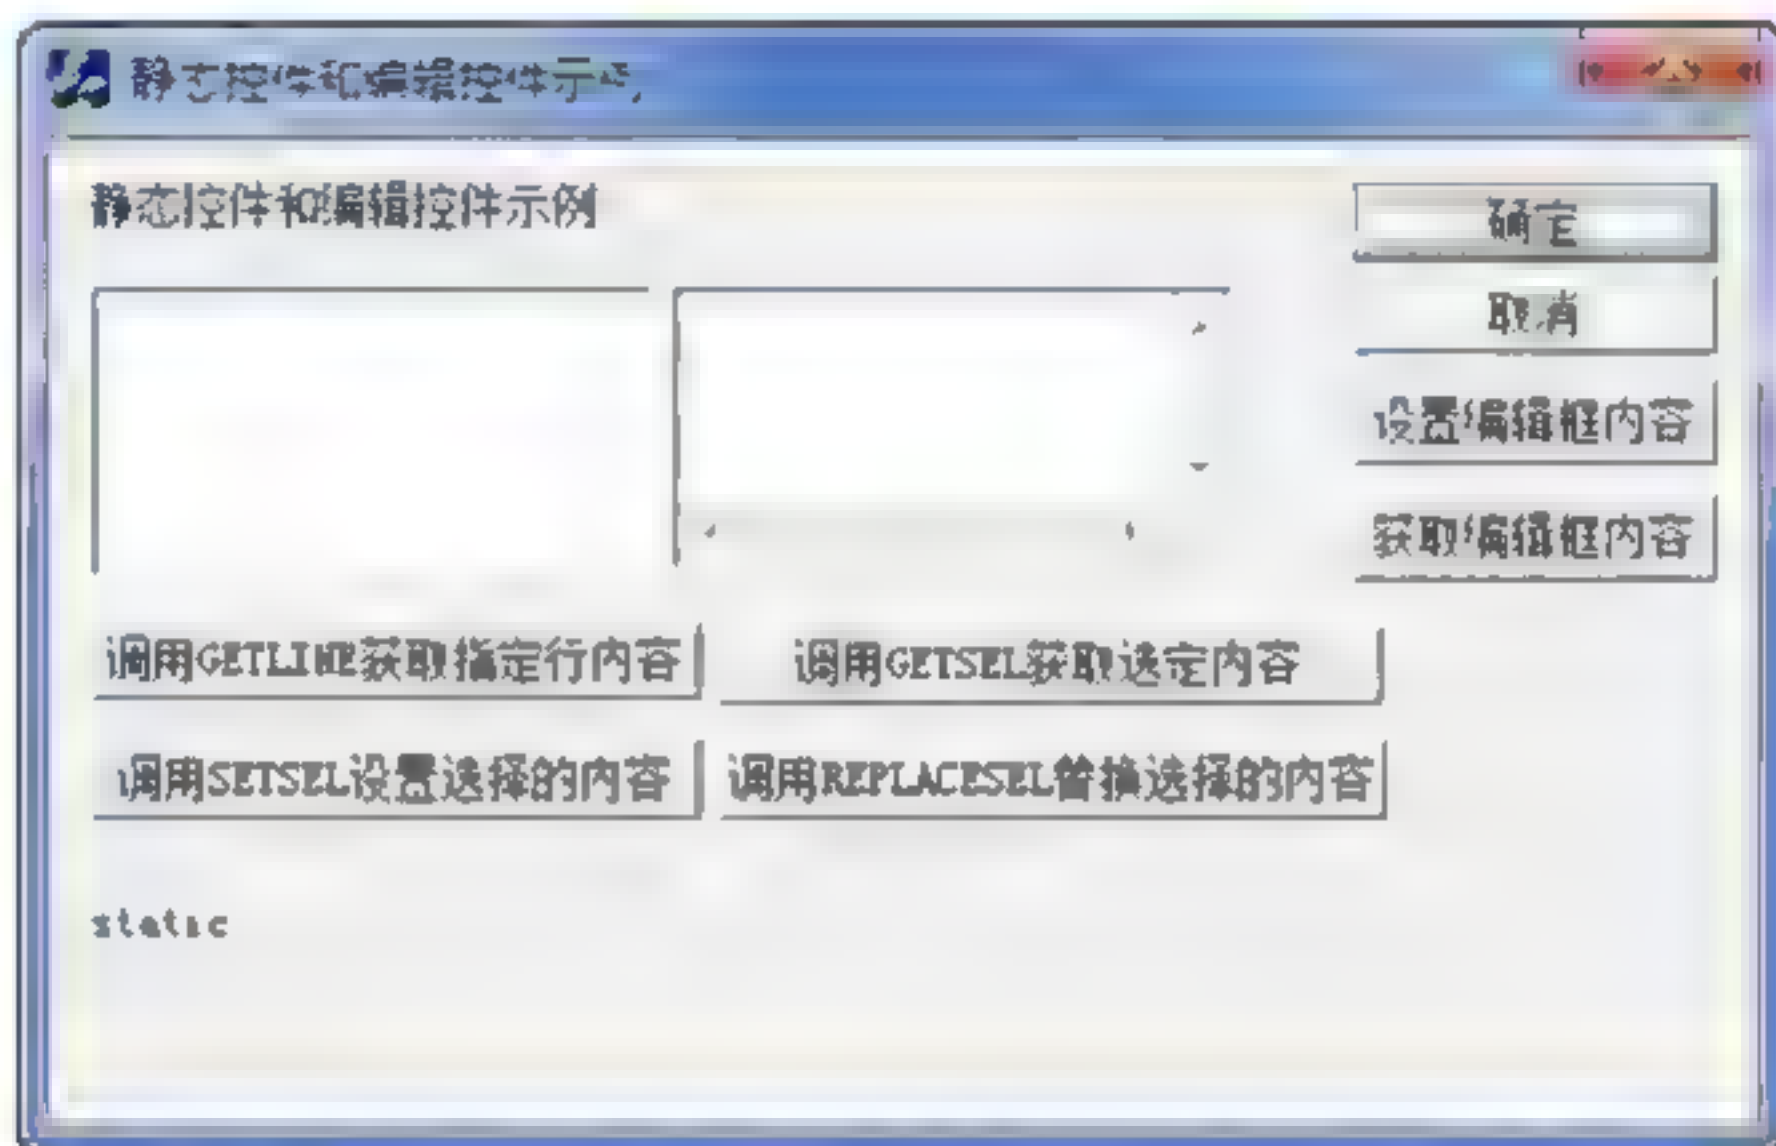 静态控件和编辑控件示例
静态控件和编辑控件示例
确定
取消
设置编辑框内容
获取编辑框内容
调用GETLINE获取指定行内容
调用GETSEL获取选定内容
调用SETSEL设置选择的内容
调用REPLACESEL替换选择的内容
static